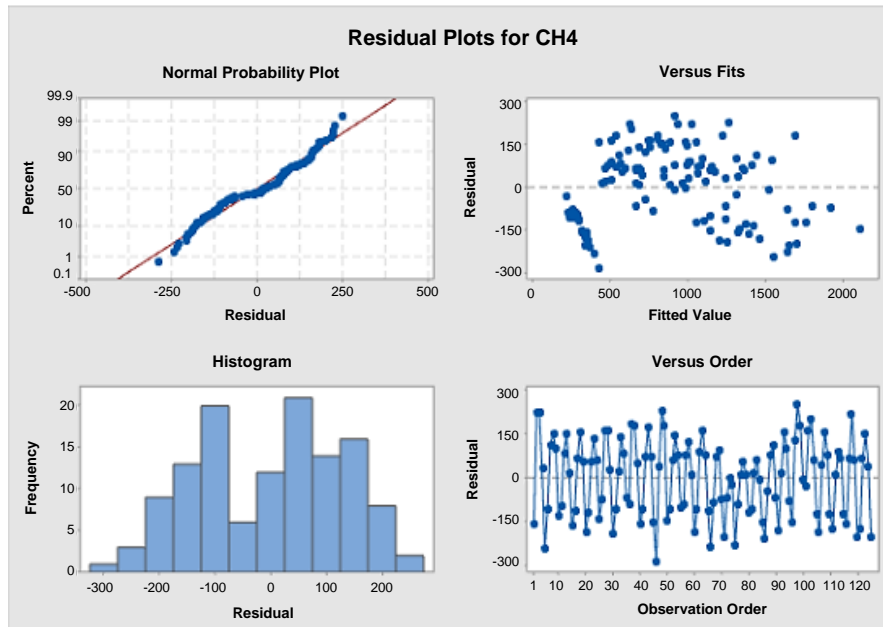 Residual Plots for CH4
Normal Probability Plot
99.9
99
90
50
10
1
0.1
Percent
-500 -250 0 250 500
Residual
Versus Fits
300
150
0
-150
-300
Residual
0 500 1000 1500 2000
Fitted Value
Histogram
20
15
10
5
0
Frequency
-300 -200 -100 0 100 200
Residual
Versus Order
300
150
0
-150
-300
Residual
1 10 20 30 40 50 60 70 80 90 100 110 120
Observation Order